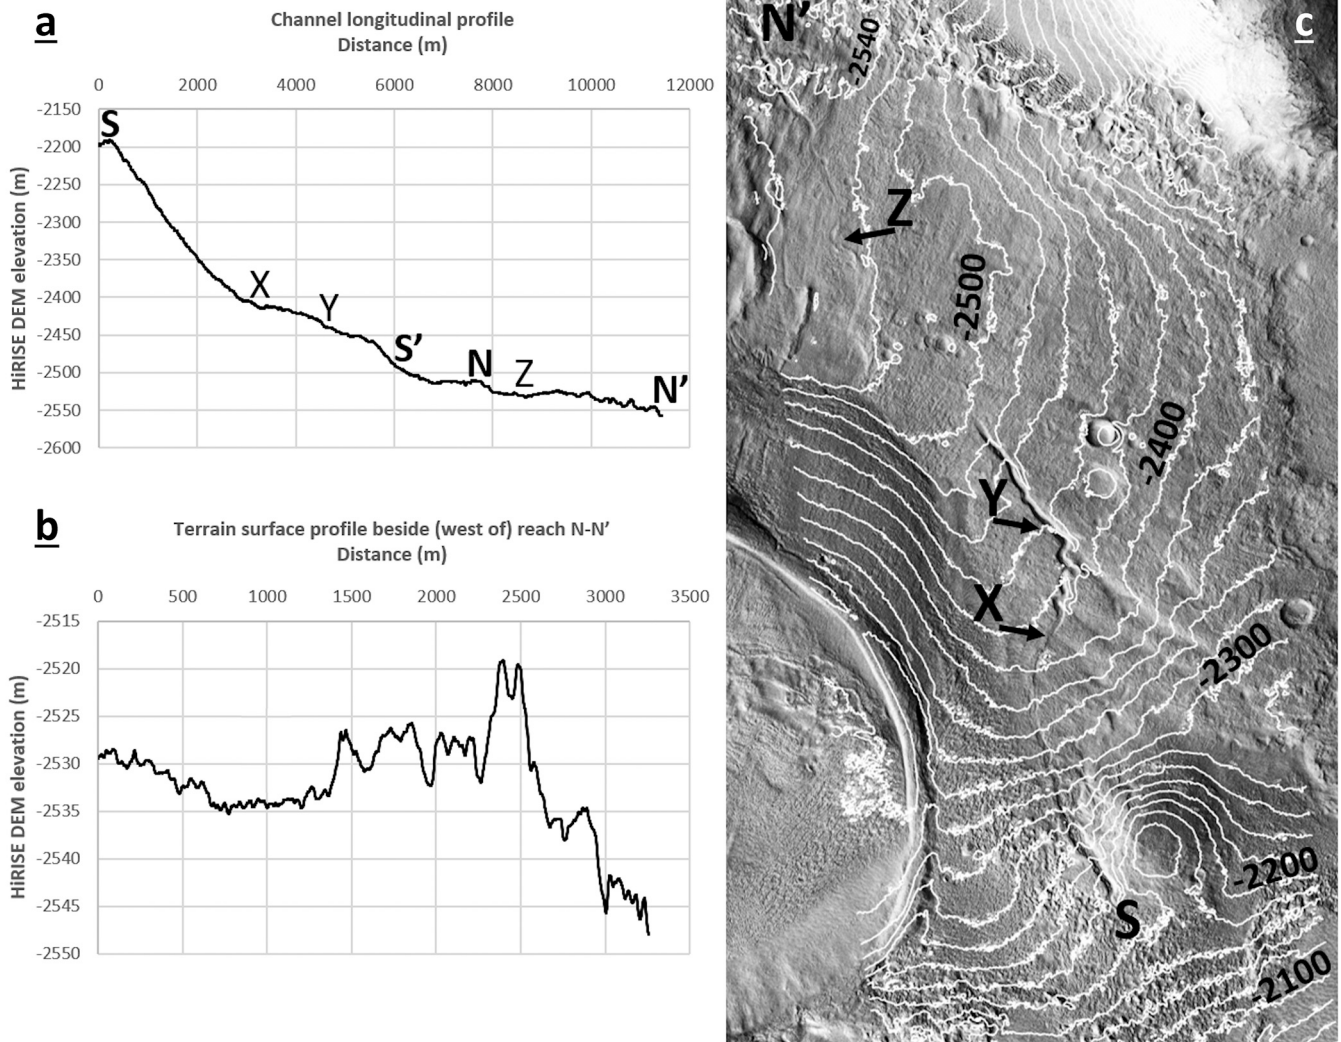 a
Channel longitudinal profile
Distance (m)
0 2000 4000 6000 8000 10000 12000
HiRISE DEM elevation (m)
-2150
-2200
-2250
-2300
-2350
-2400
-2450
-2500
-2550
-2600
S
X
Y
S’
N
Z
N’
b
Terrain surface profile beside (west of) reach N-N’
Distance (m)
0 500 1000 1500 2000 2500 3000 3500
HiRISE DEM elevation (m)
-2515
-2520
-2525
-2530
-2535
-2540
-2545
-2550
c
N’
-2540
Z
-2500
-2400
Y
X
-2300
-2200
S
-2100